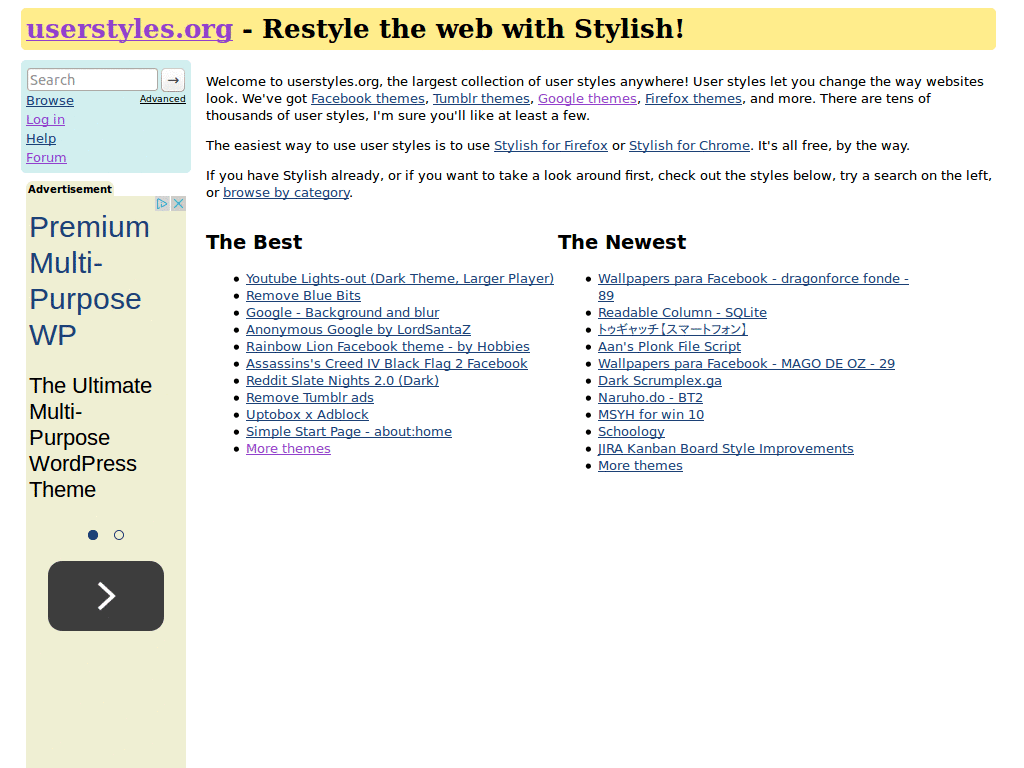 userstyles.org - Restyle the web with Stylish!
Search →
Browse Advanced
Log in
Help
Forum
Advertisement
Premium
Multi-
Purpose
WP
The Ultimate
Multi-
Purpose
WordPress
Theme
Welcome to userstyles.org, the largest collection of user styles anywhere! User styles let you change the way websites
look. We've got Facebook themes, Tumblr themes, Google themes, Firefox themes, and more. There are tens of
thousands of user styles, I'm sure you'll like at least a few.
The easiest way to use user styles is to use Stylish for Firefox or Stylish for Chrome. It's all free, by the way.
If you have Stylish already, or if you want to take a look around first, check out the styles below, try a search on the left,
or browse by category.
The Best
Youtube Lights-out (Dark Theme, Larger Player)
Remove Blue Bits
Google - Background and blur
Anonymous Google by LordSantaZ
Rainbow Lion Facebook theme - by Hobbies
Assassins's Creed IV Black Flag 2 Facebook
Reddit Slate Nights 2.0 (Dark)
Remove Tumblr ads
Uptobox x Adblock
Simple Start Page - about:home
More themes
The Newest
Wallpapers para Facebook - dragonforce fonde -
89
Readable Column - SQLite
トゥギャッチ【スマートフォン】
Aan's Plonk File Script
Wallpapers para Facebook - MAGO DE OZ - 29
Dark Scrumplex.ga
Naruho.do - BT2
MSYH for win 10
Schoology
JIRA Kanban Board Style Improvements
More themes